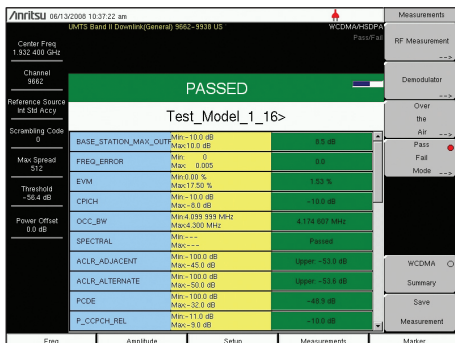 Anritsu 06/13/2008 10:37:22 am
Measurements
UMTS Band II Downlink(General) 9662-9938 US
WCDMA/HSDPA
Pass/Fail
Center Freq
1.932 400 GHz
Channel
9662
Reference Source
Int Std Accy
Scrambling Code
0
Max Spread
512
Threshold
-56.4 dB
Power Offset
0.0 dB
PASSED
Test_Model_1_16>
BASE_STATION_MAX_OUTF Min:-10.0 dB Max:10.0 dB 8.5 dB
FREQ_ERROR Min: 0 Max: 0.005 0.0
EVM Min:0.00 % Max:17.50 % 1.52 %
CPICH Min:-10.0 dB Max:-8.0 dB -10.0 dB
OCC_BW Min:4.099 999 MHz Max:4.300 MHz 4.174 607 MHz
SPECTRAL Min:--- Max:--- Passed
ACLR_ADJACENT Min:-100.0 dB Max:-45.0 dB Upper: -53.0 dB
ACLR_ALTERNATE Min:-100.0 dB Max:-50.0 dB Upper: -53.6 dB
PCDE Min:-100.0 dB Max:-32.0 dB -48.9 dB
P_CCPCH_REL Min:-11.0 dB Max:-9.0 dB -10.0 dB
RF Measurement
-->
Demodulator
-->
Over
the
Air -->
Pass
Fail
Mode -->
WCDMA
Summary
Save
Measurement
Freq Amplitude Setup Measurements Marker